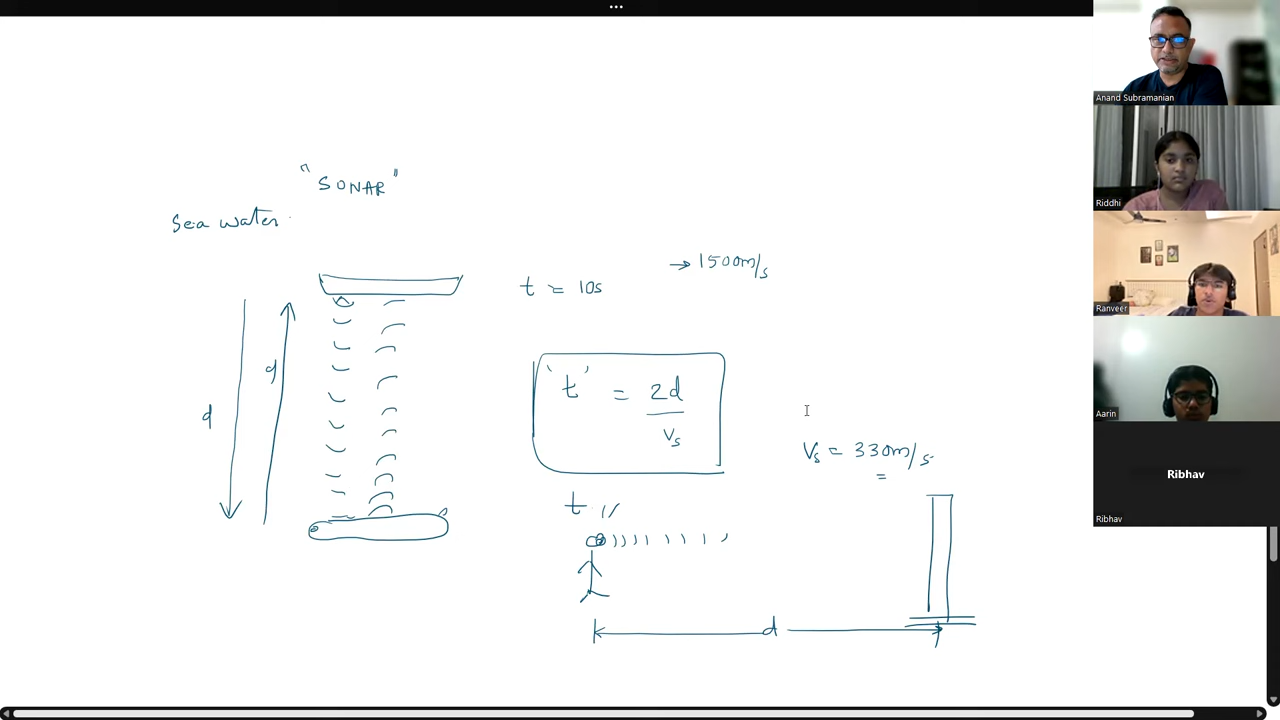 "SONAR"
Sea water
→ 1500m/s
t = 10s
d
d
't' = 2d/vs
Vs = 330m/s
t
d
Anand Subramanian
Riddhi
Ranveer
Aarin
Ribhav
Ribhav